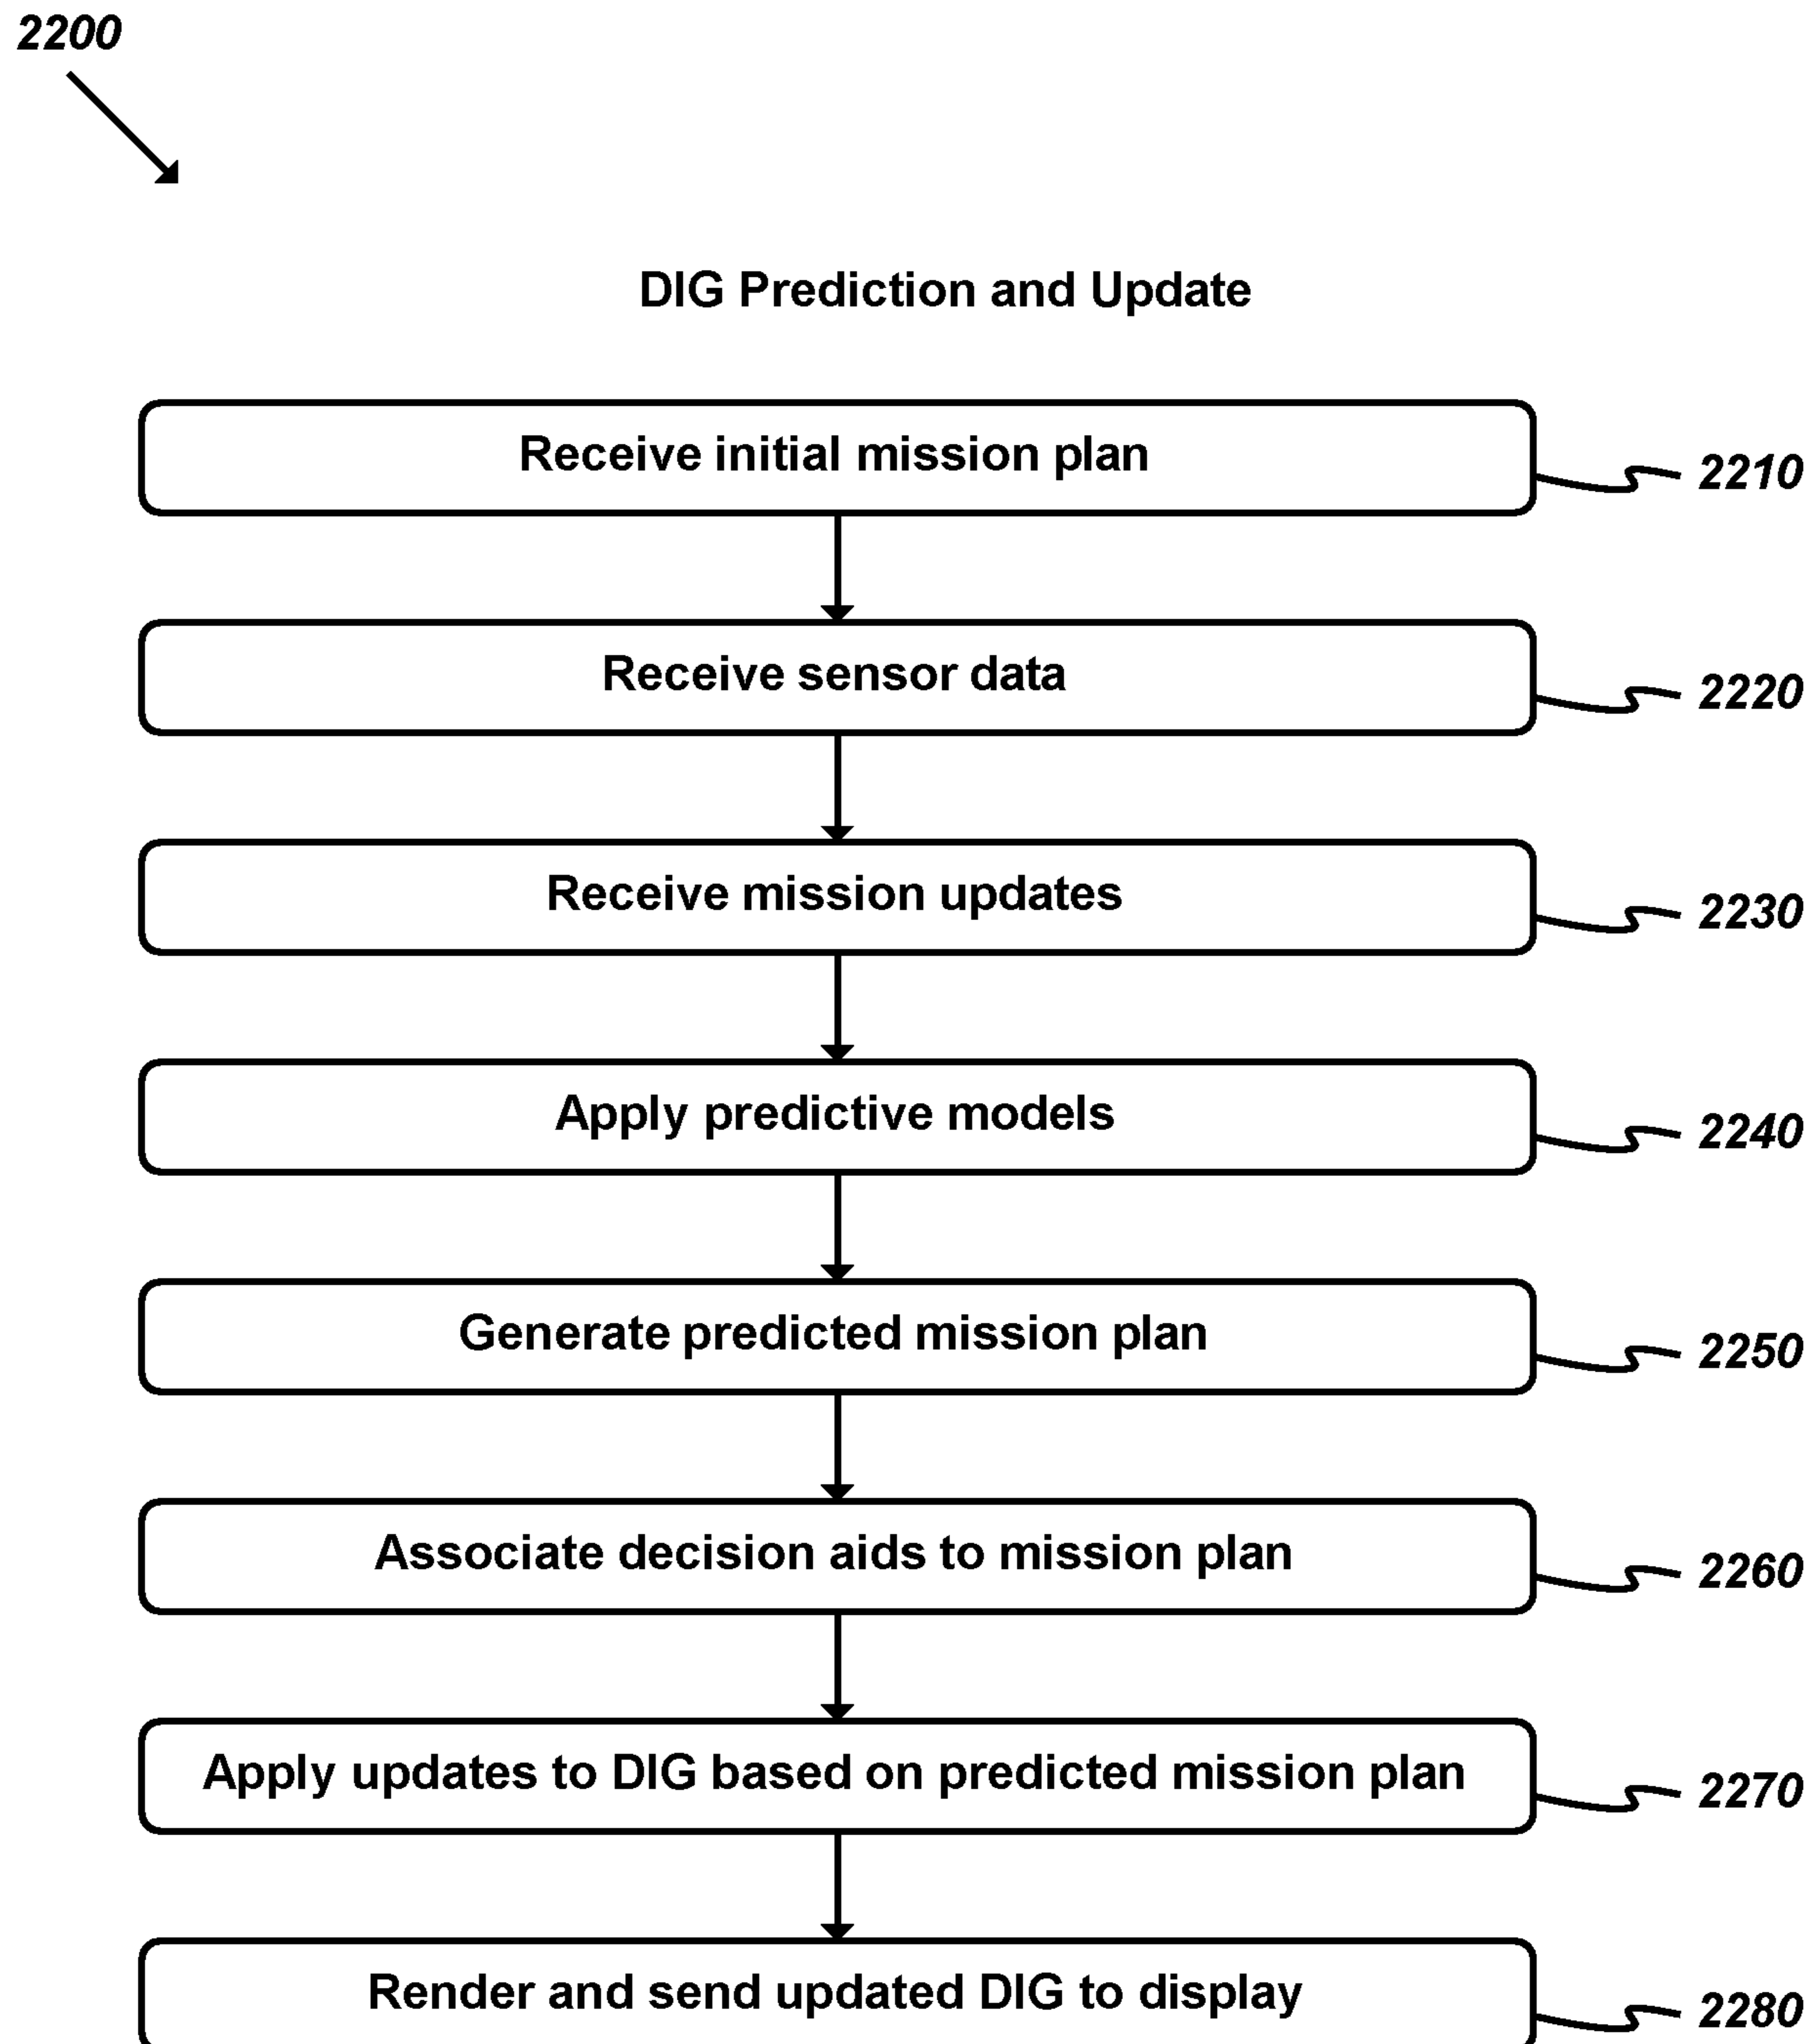 2200
DIG Prediction and Update
Receive initial mission plan
2210
Receive sensor data
2220
Receive mission updates
2230
Apply predictive models
2240
Generate predicted mission plan
2250
Associate decision aids to mission plan
2260
Apply updates to DIG based on predicted mission plan
2270
Render and send updated DIG to display
2280